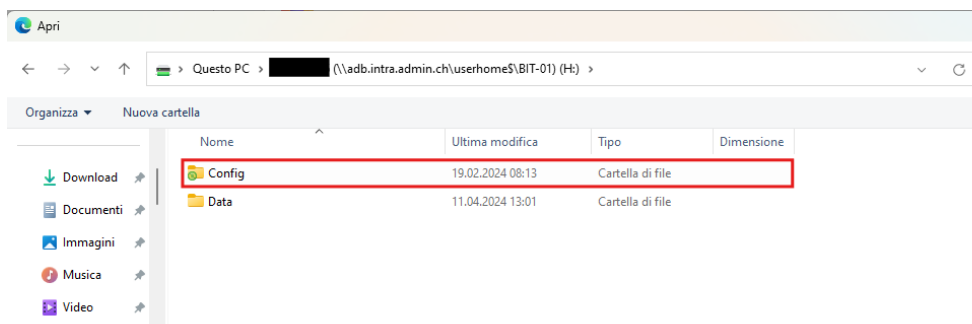 Apri
Questo PC > (\\adb.intra.admin.ch\userhome$\BIT-01) (H:) >
Organizza Nuova cartella
Nome Ultima modifica Tipo Dimensione
Download
Config 19.02.2024 08:13 Cartella di file
Documenti
Data 11.04.2024 13:01 Cartella di file
Immagini
Musica
Video